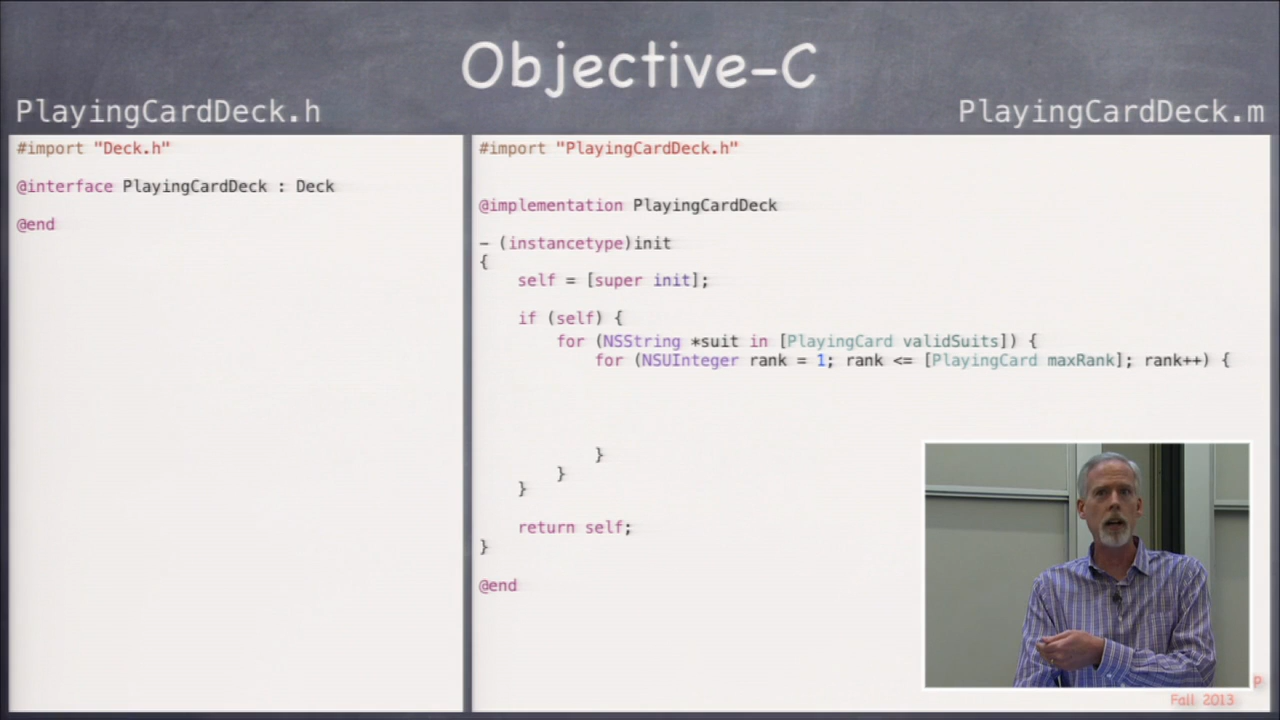 Objective-C
PlayingCardDeck.h
PlayingCardDeck.m
#import "Deck.h"
@interface PlayingCardDeck : Deck
@end
#import "PlayingCardDeck.h"
@implementation PlayingCardDeck
- (instancetype)init
{
self = [super init];
if (self) {
for (NSString *suit in [PlayingCard validSuits]) {
for (NSUInteger rank = 1; rank <= [PlayingCard maxRank]; rank++) {
}
}
}
return self;
}
@end
Fall 2013